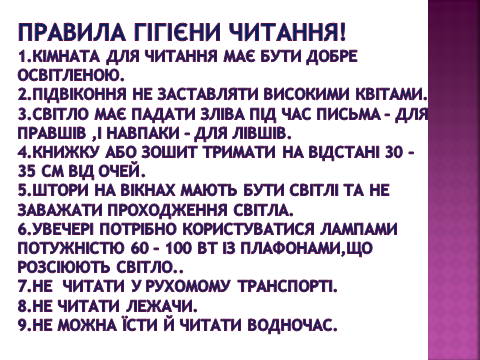 ПРАВИЛА ГІГІЄНИ ЧИТАННЯ!
1.КІМНАТА ДЛЯ ЧИТАННЯ МАЄ БУТИ ДОБРЕ
ОСВІТЛЕНОЮ.
2.ПІДВІКОННЯ НЕ ЗАСТАВЛЯТИ ВИСОКИМИ КВІТАМИ.
3.СВІТЛО МАЄ ПАДАТИ ЗЛІВА ПІД ЧАС ПИСЬМА – ДЛЯ
ПРАВШІВ ,І НАВПАКИ – ДЛЯ ЛІВШІВ.
4.КНИЖКУ АБО ЗОШИТ ТРИМАТИ НА ВІДСТАНІ 30 –
35 СМ ВІД ОЧЕЙ.
5.ШТОРИ НА ВІКНАХ МАЮТЬ БУТИ СВІТЛІ ТА НЕ
ЗАВАЖАТИ ПРОХОДЖЕННЯ СВІТЛА.
6.УВЕЧЕРІ ПОТРІБНО КОРИСТУВАТИСЯ ЛАМПАМИ
ПОТУЖНІСТЮ 60 – 100 ВТ ІЗ ПЛАФОНАМИ,ЩО
РОЗСІЮЮТЬ СВІТЛО..
7.НЕ ЧИТАТИ У РУХОМОМУ ТРАНСПОРТІ.
8.НЕ ЧИТАТИ ЛЕЖАЧИ.
9.НЕ МОЖНА ЇСТИ Й ЧИТАТИ ВОДНОЧАС.